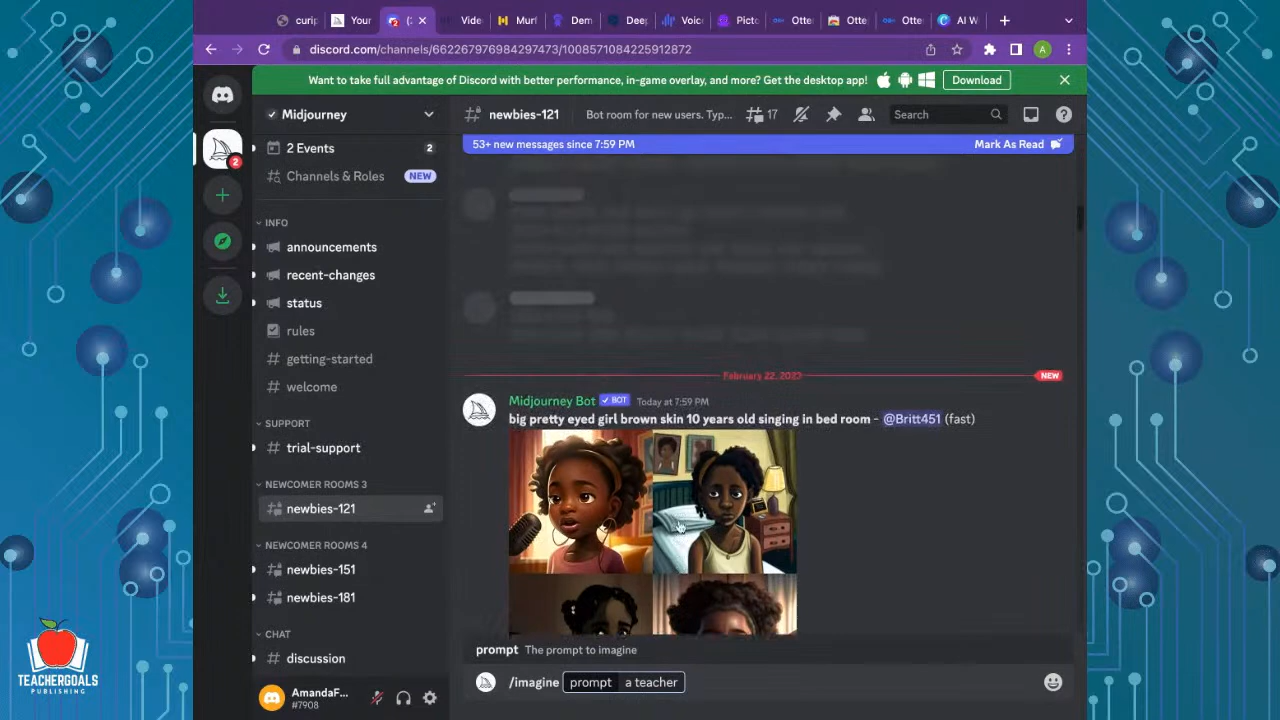 curip
Your
(
Vide
Murf
Dem
Deep
Voic
Picto
Otte
Otte
Otte
AI W
discord.com/channels/662267976984297473/1008571084225912872
A
Want to take full advantage of Discord with better performance, in-game overlay, and more? Get the desktop app!
Download
Midjourney
newbies-121
Bot room for new users. Typ...
17
Search
53+ new messages since 7:59 PM
Mark As Read
2
2 Events
2
Channels & Roles
NEW
INFO
announcements
recent-changes
status
rules
getting-started
welcome
SUPPORT
trial-support
NEWCOMER ROOMS 3
newbies-121
NEWCOMER ROOMS 4
newbies-151
newbies-181
CHAT
discussion
AmandaF...
#7908
February 22, 2023
NEW
Midjourney Bot
BOT
Today at 7:59 PM
big pretty eyed girl brown skin 10 years old singing in bed room - @Britt451 (fast)
prompt The prompt to imagine
/imagine prompt a teacher
TEACHERGOALS
PUBLISHING